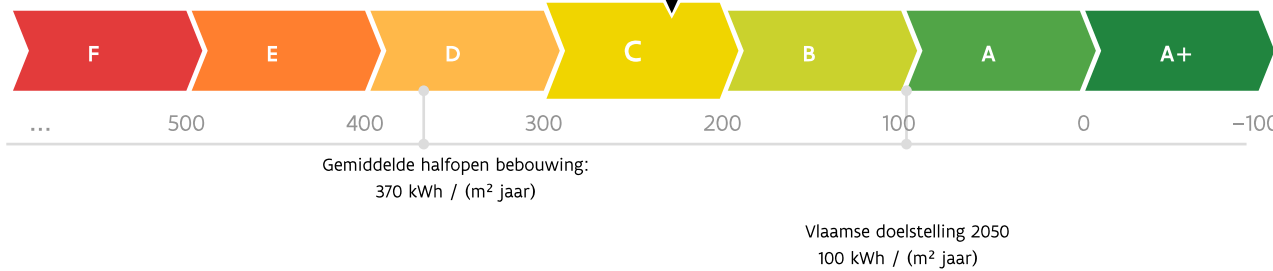 F E D C B A A+
... 500 400 300 200 100 0 −100
Gemiddelde halfopen bebouwing:
370 kWh / (m² jaar)
Vlaamse doelstelling 2050
100 kWh / (m² jaar)